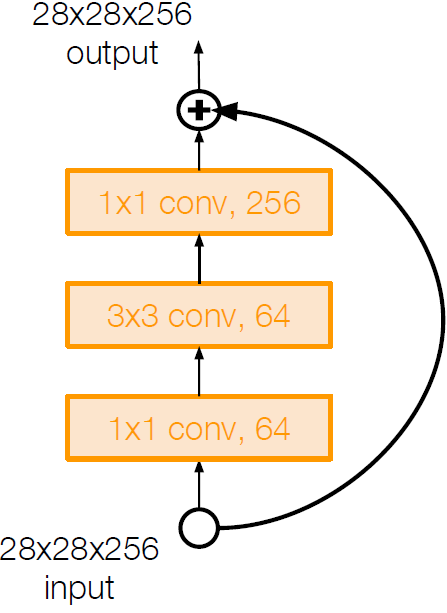 28x28x256
output
1x1 conv, 256
3x3 conv, 64
1x1 conv, 64
28x28x256
input